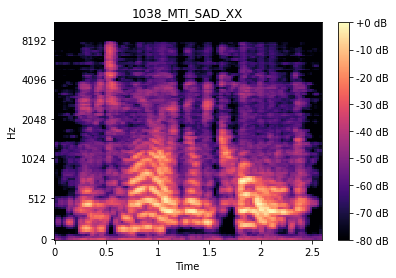 1038_MTI_SAD_XX
+0 dB
8192
-10 dB
4096
-20 dB
-30 dB
2048
Hz
-40 dB
1024
-50 dB
512
-60 dB
-70 dB
0
-80 dB
0 0.5 1 1.5 2 2.5
Time